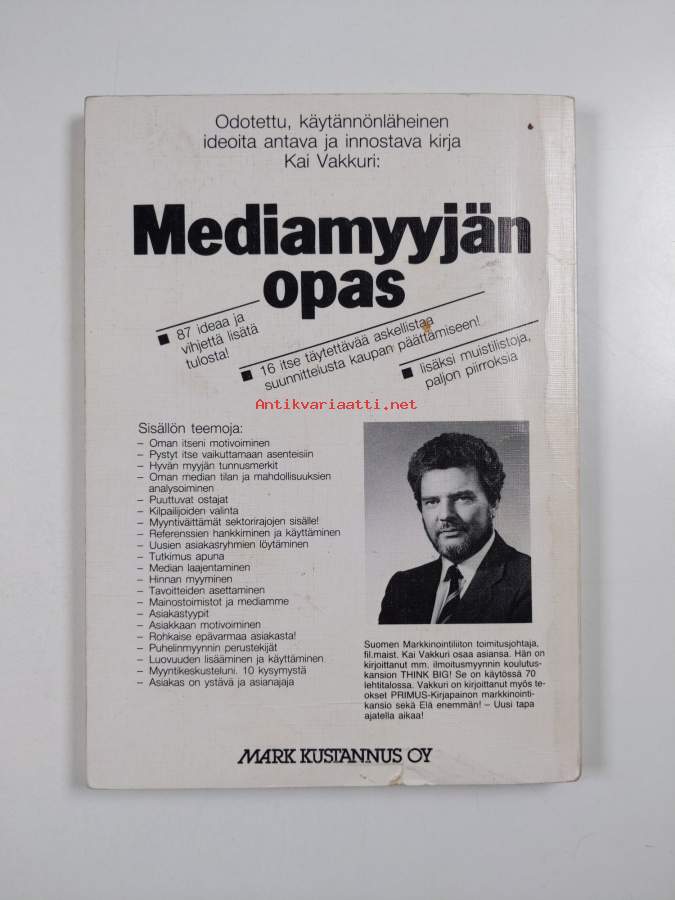 Odotettu, käytännönläheinen
ideoita antava ja innostava kirja
Kai Vakkuri:
Mediamyyjän
opas
■ 87 ideaa ja
vihjettä lisätä
tulosta!
■ 16 itse täytettävää askellistaa
suunnittelusta kaupan päättämiseen!
■ lisäksi muistilistoja,
paljon piirroksia
Antikvariaatti.net
Sisällön teemoja:
– Oman itseni motivoiminen
– Pystyt itse vaikuttamaan asenteisiin
– Hyvän myyjän tunnusmerkit
– Oman median tilan ja mahdollisuuksien
analysoiminen
– Puuttuvat ostajat
– Kilpailijoiden valinta
– Myyntiväittämät sektorirajojen sisälle!
– Referenssien hankkiminen ja käyttäminen
– Uusien asiakasryhmien löytäminen
– Tutkimus apuna
– Median laajentaminen
– Hinnan myyminen
– Tavoitteiden asettaminen
– Mainostoimistot ja mediamme
– Asiakastyypit
– Asiakkaan motivoiminen
– Rohkaise epävarmaa asiakasta!
– Puhelinmyynnin perustekijät
– Luovuuden lisääminen ja käyttäminen
– Myyntikeskusteluni. 10 kysymystä
– Asiakas on ystävä ja asianajaja
Suomen Markkinointiliiton toimitusjohtaja,
fil.maist. Kai Vakkuri osaa asiansa. Hän on
kirjoittanut mm. ilmoitusmyynnin koulutus-
kansion THINK BIG! Se on käytössä 70
lehtitalossa. Vakkuri on kirjoittanut myös te-
okset PRIMUS-Kirjapainon markkinointi-
kansio sekä Elä enemmän! – Uusi tapa
ajatella aikaa!
MARK KUSTANNUS OY